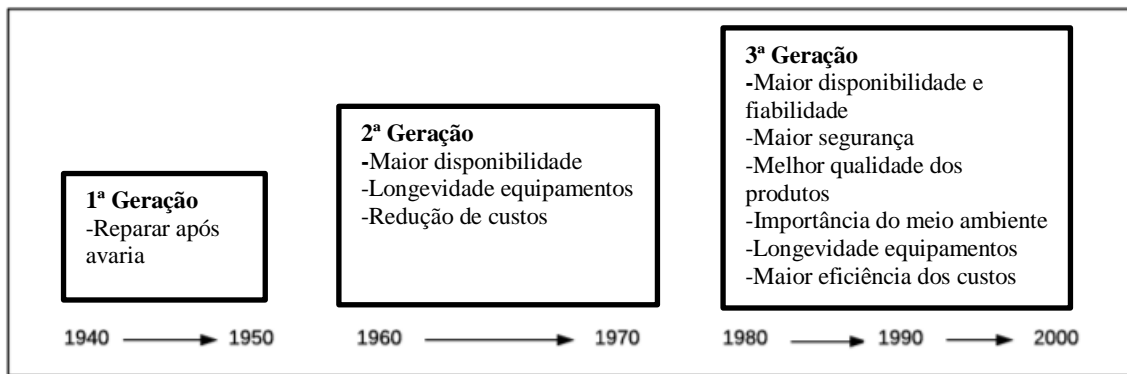 1ª Geração
-Reparar após
avaria
2ª Geração
-Maior disponibilidade
-Longevidade equipamentos
-Redução de custos
3ª Geração
-Maior disponibilidade e
fiabilidade
-Maior segurança
-Melhor qualidade dos
produtos
-Importância do meio ambiente
-Longevidade equipamentos
-Maior eficiência dos custos
1940 1950 1960 1970 1980 1990 2000